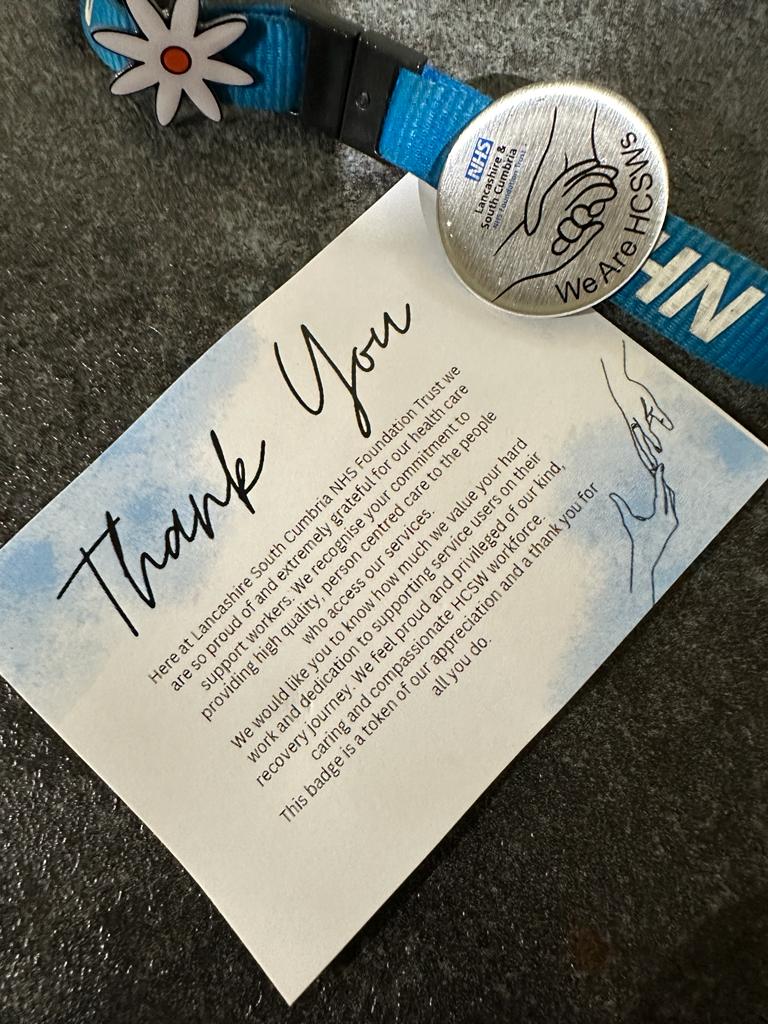 NHS
Lancashire &
South Cumbria
NHS Foundation Trust
We Are HCSWs
NH
Thank You
Here at Lancashire South Cumbria NHS Foundation Trust we
are so proud of and extremely grateful for our health care
support workers. We recognise your commitment to
providing high quality, person centred care to the people
who access our services.
We would like you to know how much we value your hard
work and dedication to supporting service users on their
recovery journey. We feel proud and privileged of our kind,
caring and compassionate HCSW workforce.
This badge is a token of our appreciation and a thank you for
all you do.